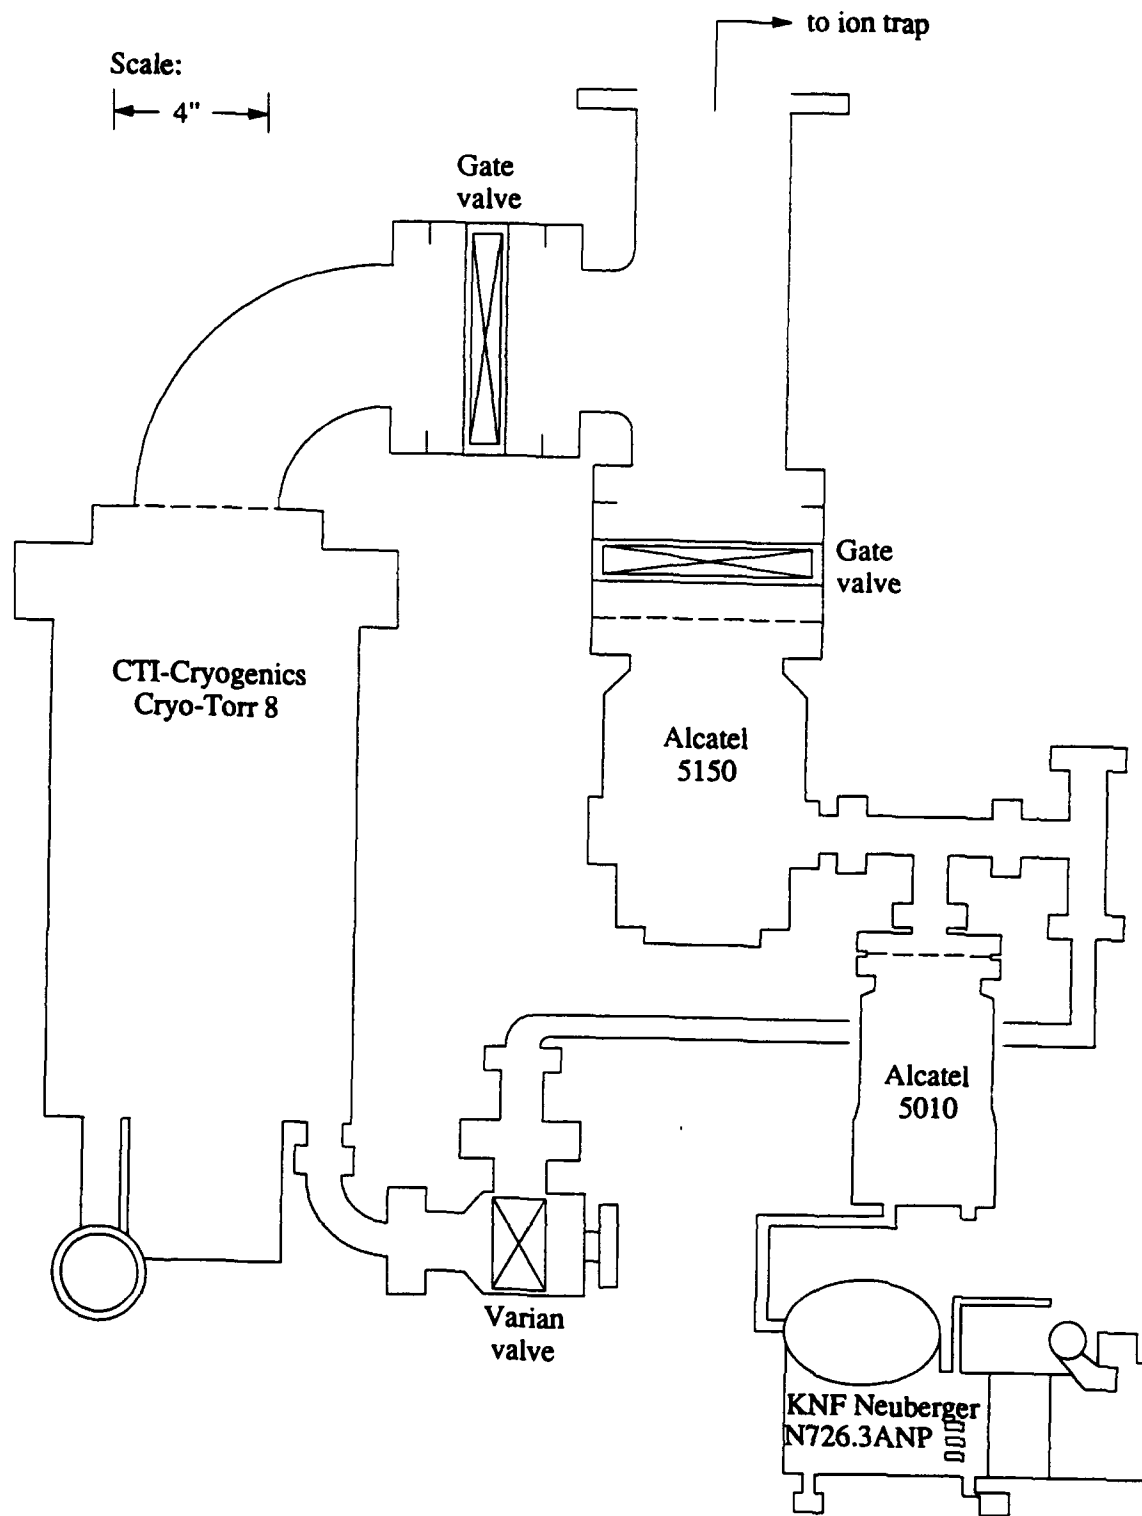 to ion trap
Scale:
4"
Gate
valve
Gate
valve
CTI-Cryogenics
Cryo-Torr 8
Alcatel
5150
Alcatel
5010
Varian
valve
KNF Neuberger
N726.3ANP